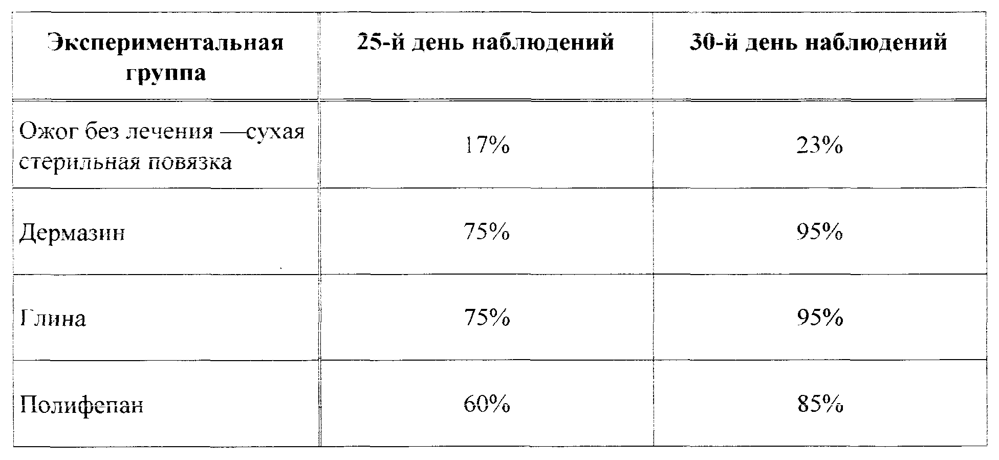 Экспериментальная
группа
25-й день наблюдений
30-й день наблюдений
Ожог без лечения —сухая
стерильная повязка
17%
23%
Дермазин
75%
95%
Глина
75%
95%
Полифепан
60%
85%